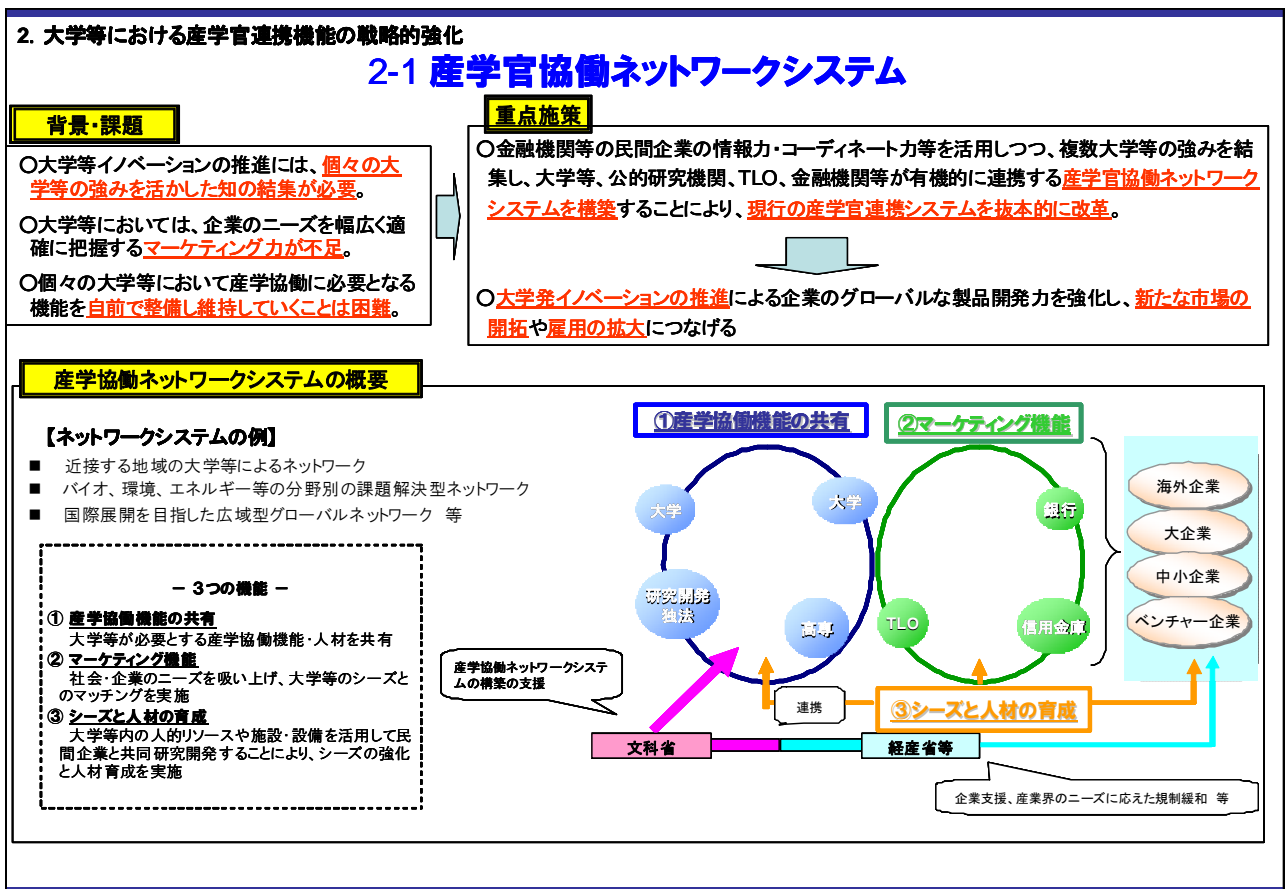 2. 大学等における産学官連携機能の戦略的強化
2-1 産学官協働ネットワークシステム
背景・課題
○大学等イノベーションの推進には、個々の大
学等の強みを活かした知の結集が必要。
○大学等においては、企業のニーズを幅広く適
確に把握するマーケティング力が不足。
○個々の大学等において産学協働に必要となる
機能を自前で整備し維持していくことは困難。
重点施策
○金融機関等の民間企業の情報力・コーディネート力等を活用しつつ、複数大学等の強みを結
集し、大学等、公的研究機関、TLO、金融機関等が有機的に連携する産学官協働ネットワーク
システムを構築することにより、現行の産学官連携システムを抜本的に改革。
○大学発イノベーションの推進による企業のグローバルな製品開発力を強化し、新たな市場の
開拓や雇用の拡大につなげる
産学協働ネットワークシステムの概要
【ネットワークシステムの例】
■ 近接する地域の大学等によるネットワーク
■ バイオ、環境、エネルギー等の分野別の課題解決型ネットワーク
■ 国際展開を目指した広域型グローバルネットワーク 等
- 3つの機能 -
① 産学協働機能の共有
大学等が必要とする産学協働機能・人材を共有
② マーケティング機能
社会・企業のニーズを吸い上げ、大学等のシーズと
のマッチングを実施
③ シーズと人材の育成
大学等内の人的リソースや施設・設備を活用して民
間企業と共同研究開発することにより、シーズの強化
と人材育成を実施
①産学協働機能の共有
大学
大学
研究開発
独法
高専
②マーケティング機能
銀行
TLO
信用金庫
海外企業
大企業
中小企業
ベンチャー企業
産学協働ネットワークシステ
ムの構築の支援
連携
③シーズと人材の育成
文科省
経産省等
企業支援、産業界のニーズに応えた規制緩和 等